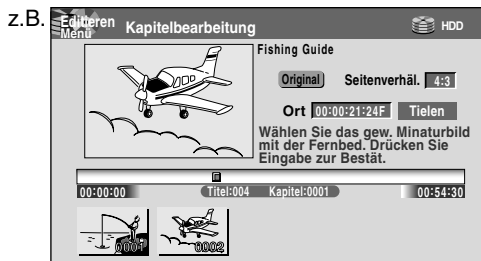 z.B.
Editieren Menü Kapitelbearbeitung HDD
Fishing Guide
Original Seitenverhäl. 4:3
Ort 00:00:21:24F Tielen
Wählen Sie das gew. Minaturbild
mit der Fernbed. Drücken Sie
Eingabe zur Bestät.
00:00:00 Titel:004 Kapitel:0001 00:54:30
0001 0002